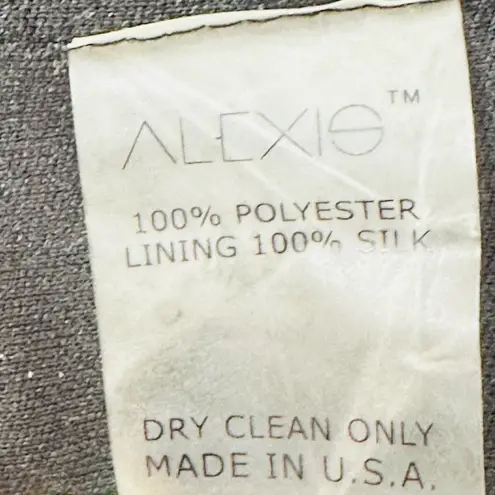 ALEXIS™
100% POLYESTER
LINING 100% SILK
DRY CLEAN ONLY
MADE IN U.S.A.